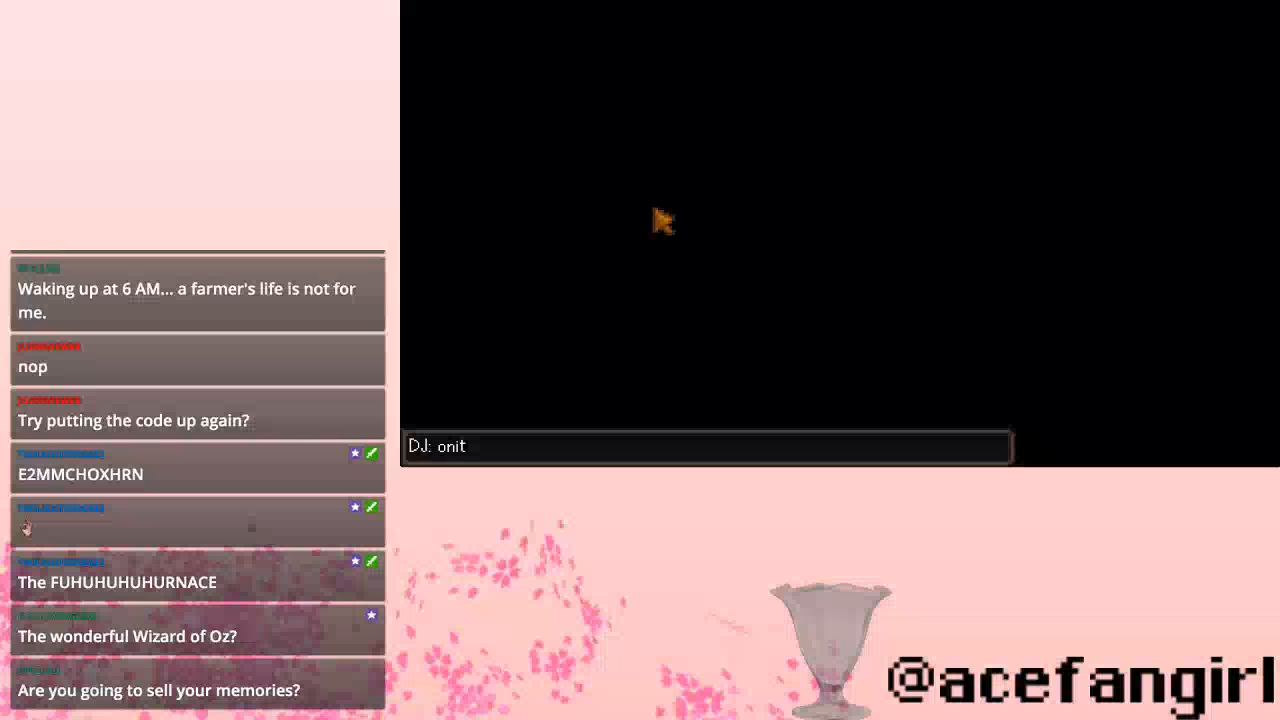 Waking up at 6 AM... a farmer's life is not for
me.
nop
Try putting the code up again?
E2MMCHOXHRN
The FUHUHUHUHURNACE
The wonderful Wizard of Oz?
Are you going to sell your memories?
DJ: onit
@acefangirl